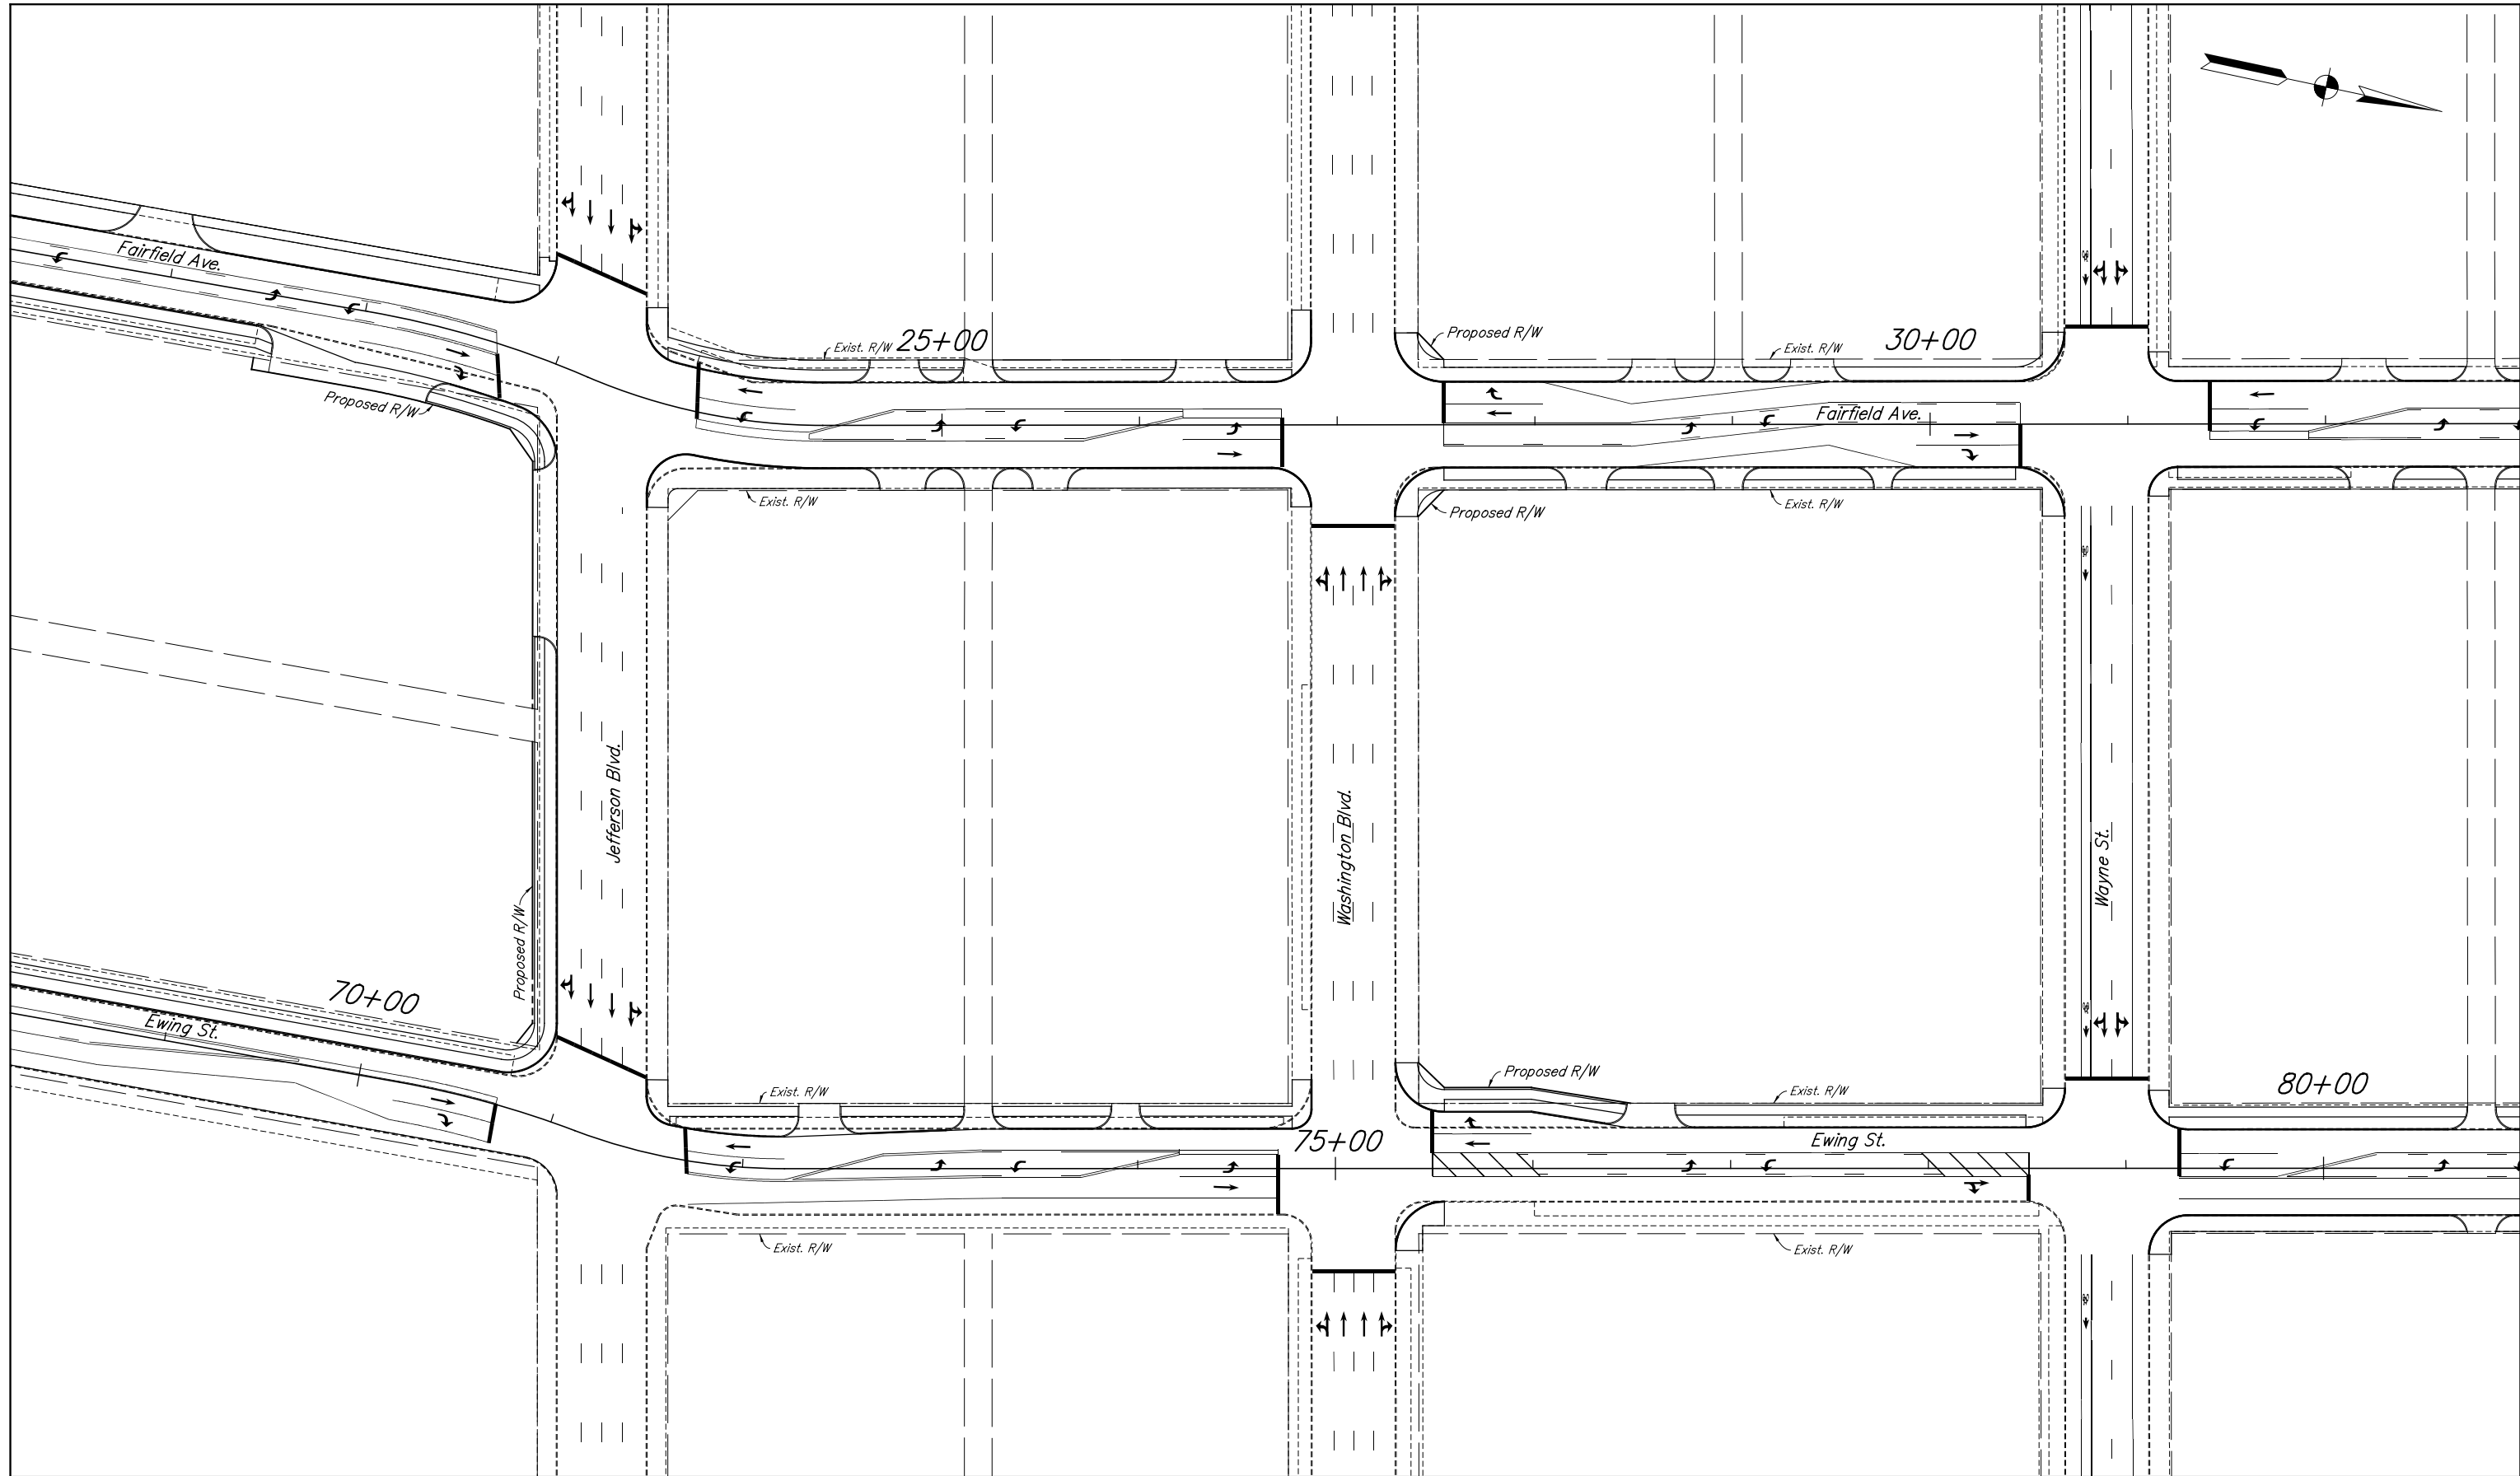 Fairfield Ave.
Exist. R/W
25+00
Proposed R/W
Exist. R/W
30+00
Proposed R/W
Fairfield Ave.
Exist. R/W
Proposed R/W
Exist. R/W
Jefferson Blvd.
Washington Blvd.
Wayne St.
Proposed R/W
70+00
Ewing St.
Exist. R/W
Proposed R/W
Exist. R/W
80+00
75+00
Ewing St.
Exist. R/W
Exist. R/W